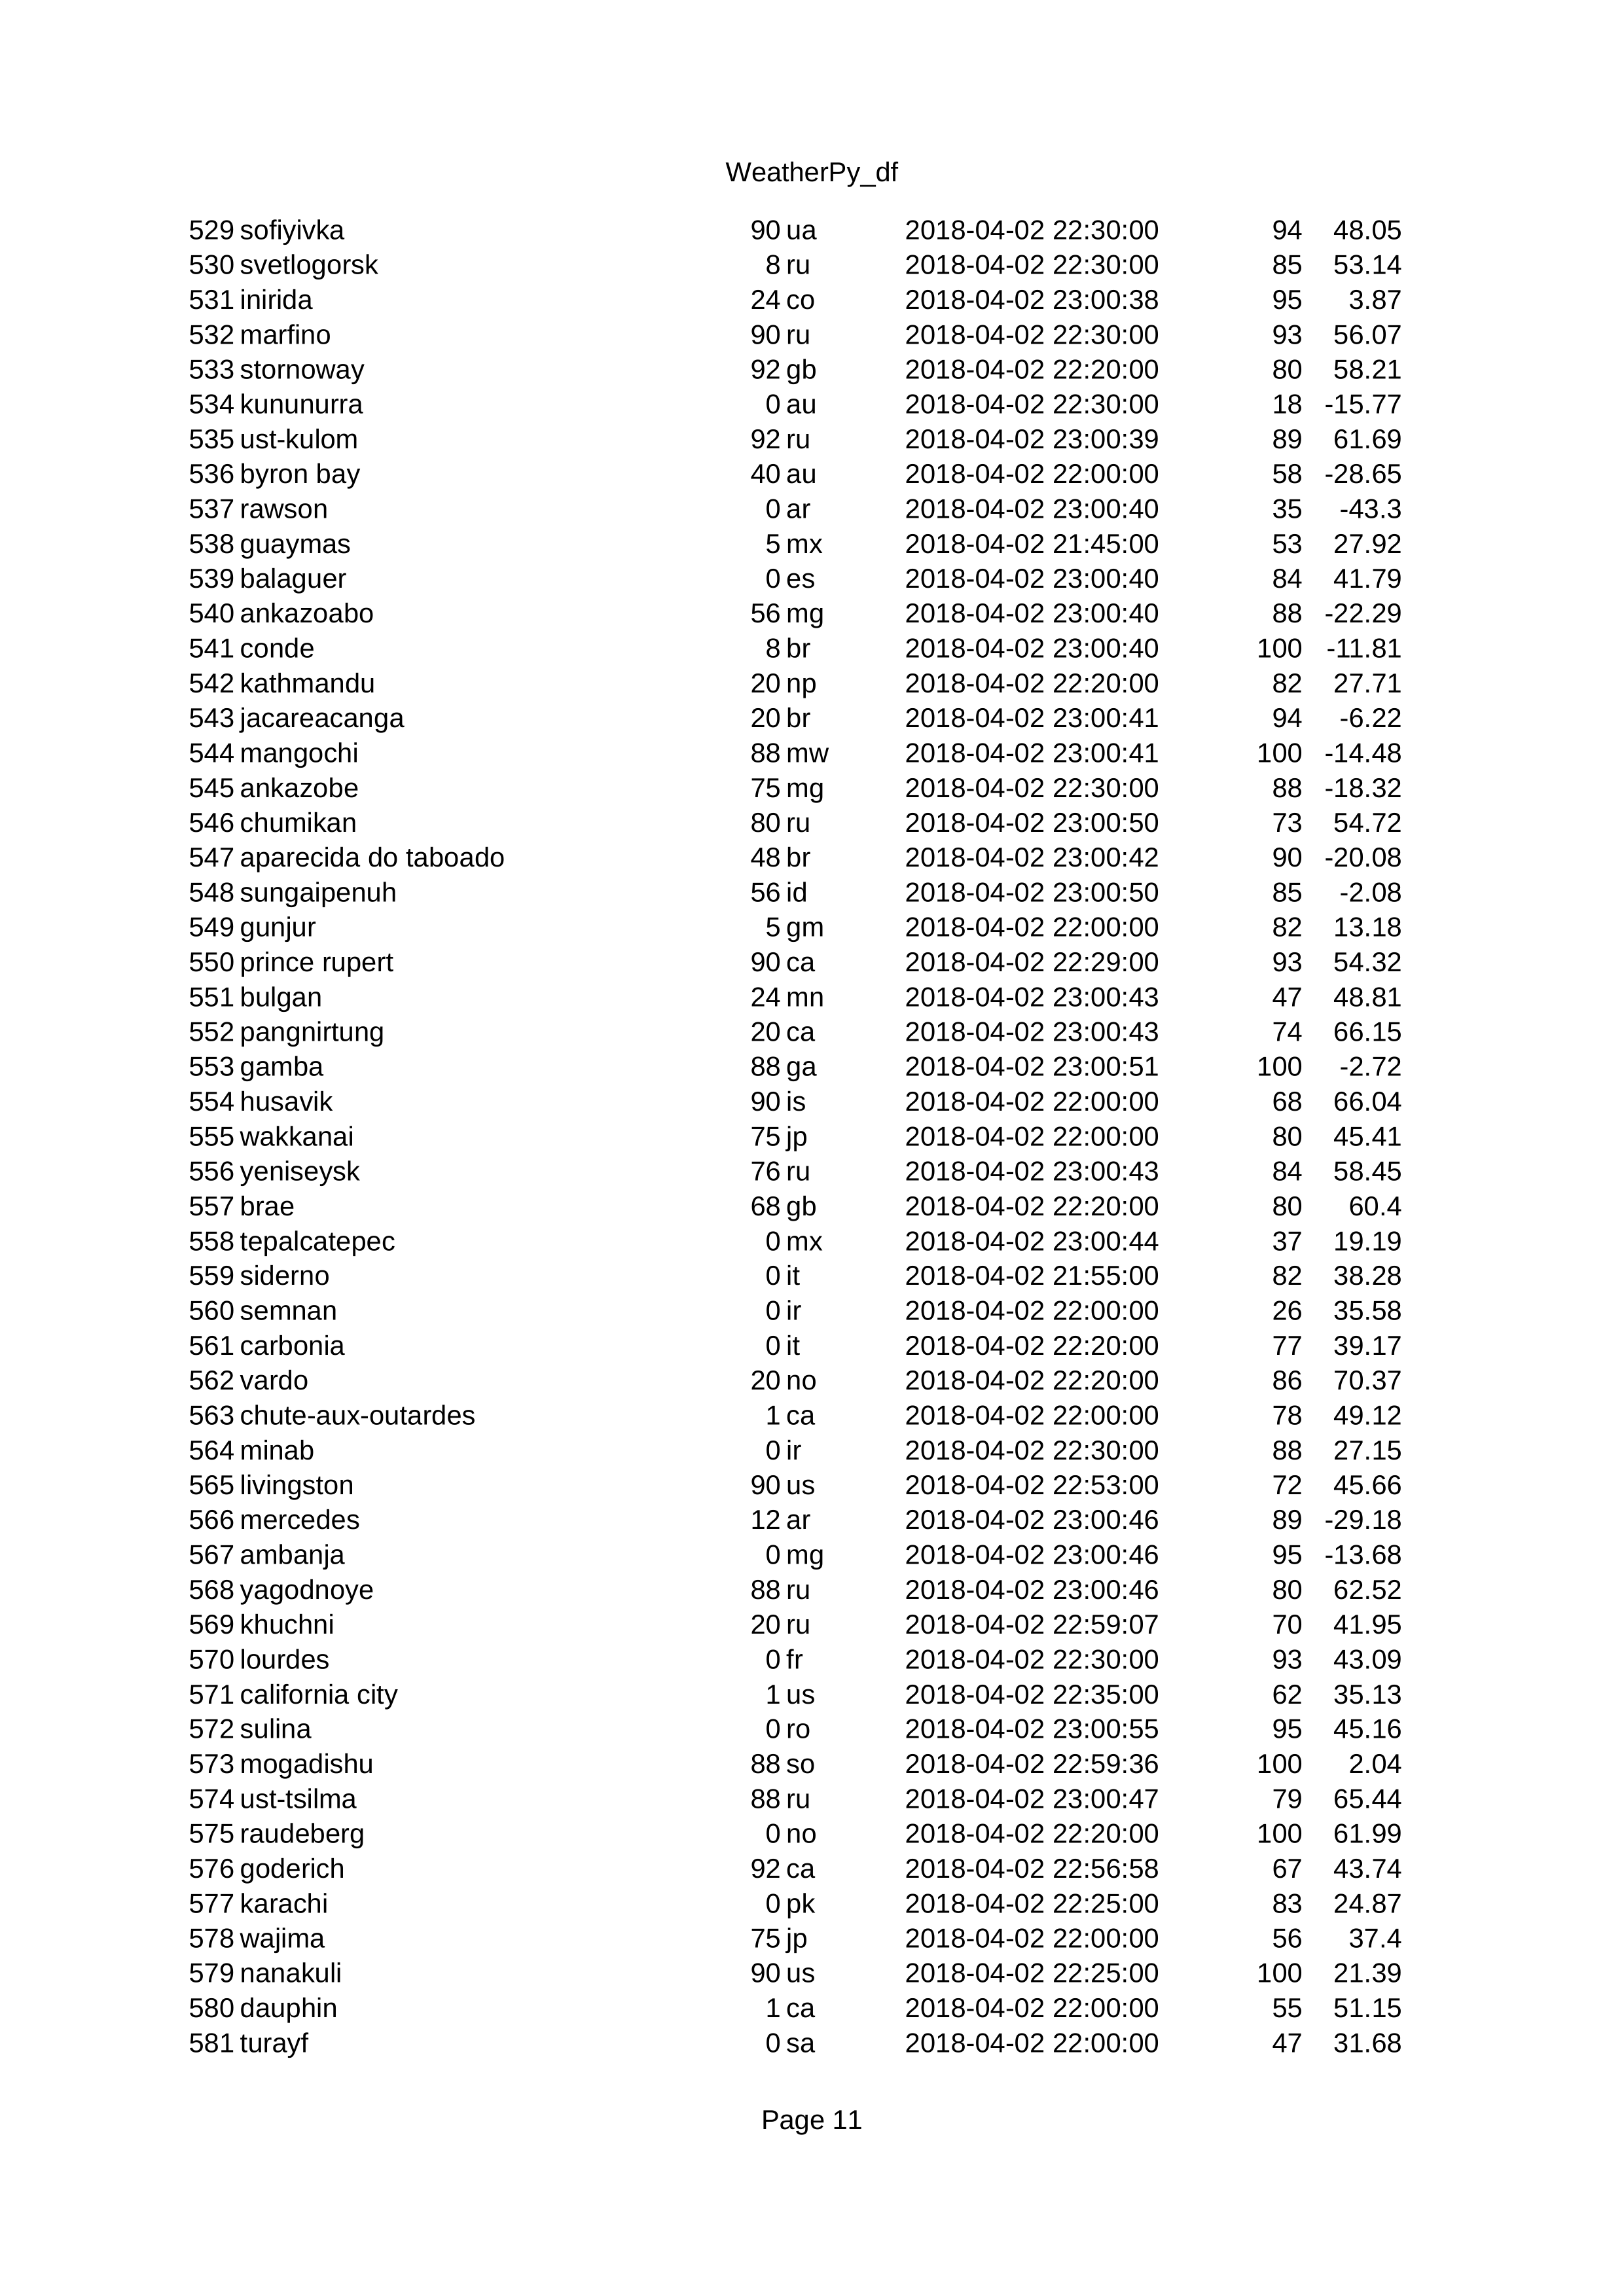 WeatherPy_df
529 sofiyivka 90 ua 2018-04-02 22:30:00 94 48.05
530 svetlogorsk 8 ru 2018-04-02 22:30:00 85 53.14
531 inirida 24 co 2018-04-02 23:00:38 95 3.87
532 marfino 90 ru 2018-04-02 22:30:00 93 56.07
533 stornoway 92 gb 2018-04-02 22:20:00 80 58.21
534 kununurra 0 au 2018-04-02 22:30:00 18 -15.77
535 ust-kulom 92 ru 2018-04-02 23:00:39 89 61.69
536 byron bay 40 au 2018-04-02 22:00:00 58 -28.65
537 rawson 0 ar 2018-04-02 23:00:40 35 -43.3
538 guaymas 5 mx 2018-04-02 21:45:00 53 27.92
539 balaguer 0 es 2018-04-02 23:00:40 84 41.79
540 ankazoabo 56 mg 2018-04-02 23:00:40 88 -22.29
541 conde 8 br 2018-04-02 23:00:40 100 -11.81
542 kathmandu 20 np 2018-04-02 22:20:00 82 27.71
543 jacareacanga 20 br 2018-04-02 23:00:41 94 -6.22
544 mangochi 88 mw 2018-04-02 23:00:41 100 -14.48
545 ankazobe 75 mg 2018-04-02 22:30:00 88 -18.32
546 chumikan 80 ru 2018-04-02 23:00:50 73 54.72
547 aparecida do taboado 48 br 2018-04-02 23:00:42 90 -20.08
548 sungaipenuh 56 id 2018-04-02 23:00:50 85 -2.08
549 gunjur 5 gm 2018-04-02 22:00:00 82 13.18
550 prince rupert 90 ca 2018-04-02 22:29:00 93 54.32
551 bulgan 24 mn 2018-04-02 23:00:43 47 48.81
552 pangnirtung 20 ca 2018-04-02 23:00:43 74 66.15
553 gamba 88 ga 2018-04-02 23:00:51 100 -2.72
554 husavik 90 is 2018-04-02 22:00:00 68 66.04
555 wakkanai 75 jp 2018-04-02 22:00:00 80 45.41
556 yeniseysk 76 ru 2018-04-02 23:00:43 84 58.45
557 brae 68 gb 2018-04-02 22:20:00 80 60.4
558 tepalcatepec 0 mx 2018-04-02 23:00:44 37 19.19
559 siderno 0 it 2018-04-02 21:55:00 82 38.28
560 semnan 0 ir 2018-04-02 22:00:00 26 35.58
561 carbonia 0 it 2018-04-02 22:20:00 77 39.17
562 vardo 20 no 2018-04-02 22:20:00 86 70.37
563 chute-aux-outardes 1 ca 2018-04-02 22:00:00 78 49.12
564 minab 0 ir 2018-04-02 22:30:00 88 27.15
565 livingston 90 us 2018-04-02 22:53:00 72 45.66
566 mercedes 12 ar 2018-04-02 23:00:46 89 -29.18
567 ambanja 0 mg 2018-04-02 23:00:46 95 -13.68
568 yagodnoye 88 ru 2018-04-02 23:00:46 80 62.52
569 khuchni 20 ru 2018-04-02 22:59:07 70 41.95
570 lourdes 0 fr 2018-04-02 22:30:00 93 43.09
571 california city 1 us 2018-04-02 22:35:00 62 35.13
572 sulina 0 ro 2018-04-02 23:00:55 95 45.16
573 mogadishu 88 so 2018-04-02 22:59:36 100 2.04
574 ust-tsilma 88 ru 2018-04-02 23:00:47 79 65.44
575 raudeberg 0 no 2018-04-02 22:20:00 100 61.99
576 goderich 92 ca 2018-04-02 22:56:58 67 43.74
577 karachi 0 pk 2018-04-02 22:25:00 83 24.87
578 wajima 75 jp 2018-04-02 22:00:00 56 37.4
579 nanakuli 90 us 2018-04-02 22:25:00 100 21.39
580 dauphin 1 ca 2018-04-02 22:00:00 55 51.15
581 turayf 0 sa 2018-04-02 22:00:00 47 31.68
Page 11